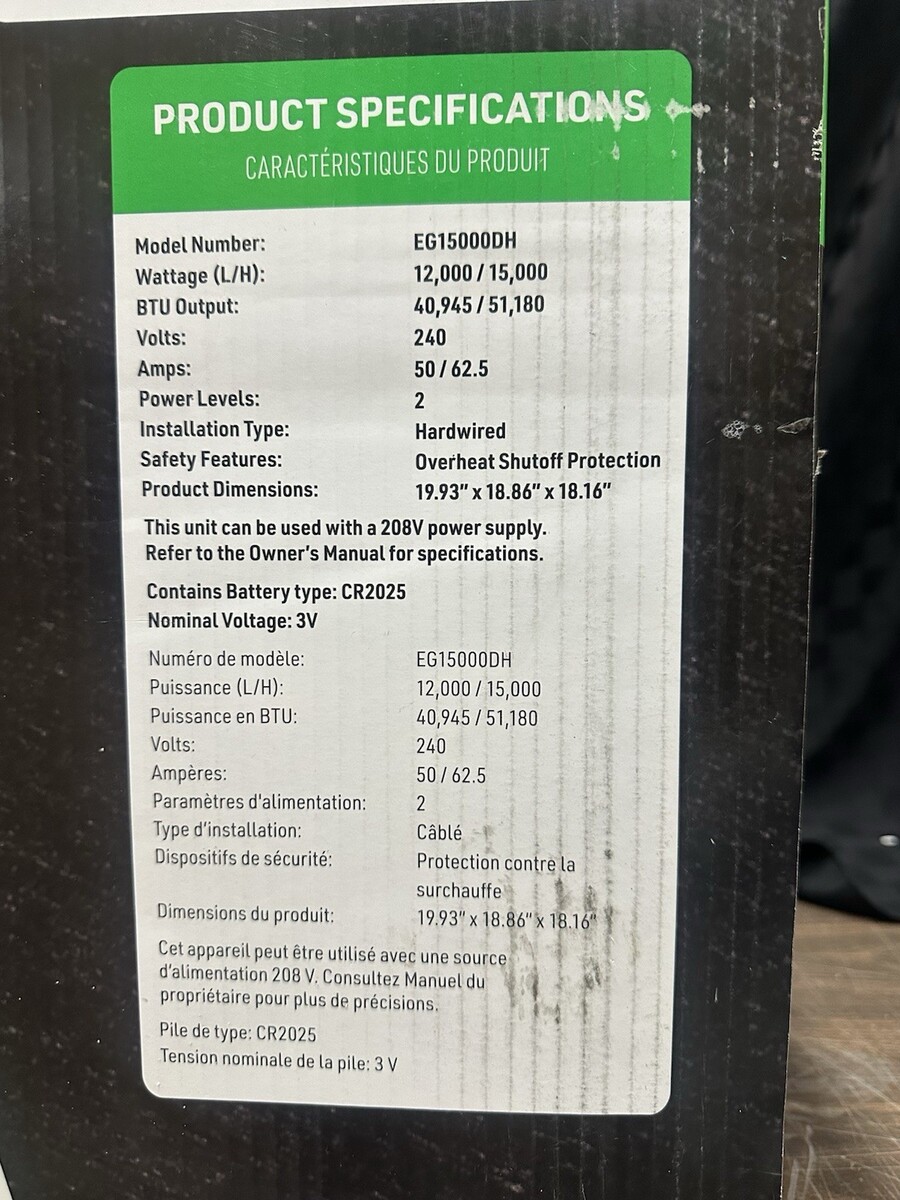 PRODUCT SPECIFICATIONS
CARACTÉRISTIQUES DU PRODUIT
Model Number: EG15000DH
Wattage (L/H): 12,000 / 15,000
BTU Output: 40,945 / 51,180
Volts: 240
Amps: 50 / 62.5
Power Levels: 2
Installation Type: Hardwired
Safety Features: Overheat Shutoff Protection
Product Dimensions: 19.93" x 18.86" x 18.16"
This unit can be used with a 208V power supply.
Refer to the Owner's Manual for specifications.
Contains Battery type: CR2025
Nominal Voltage: 3V
Numéro de modèle: EG15000DH
Puissance (L/H): 12,000 / 15,000
Puissance en BTU: 40,945 / 51,180
Volts: 240
Ampères: 50 / 62.5
Paramètres d'alimentation: 2
Type d'installation: Câblé
Dispositifs de sécurité: Protection contre la
surchauffe
Dimensions du produit: 19.93" x 18.86" x 18.16"
Cet appareil peut être utilisé avec une source
d'alimentation 208 V. Consultez Manuel du
propriétaire pour plus de précisions.
Pile de type: CR2025
Tension nominale de la pile: 3 V